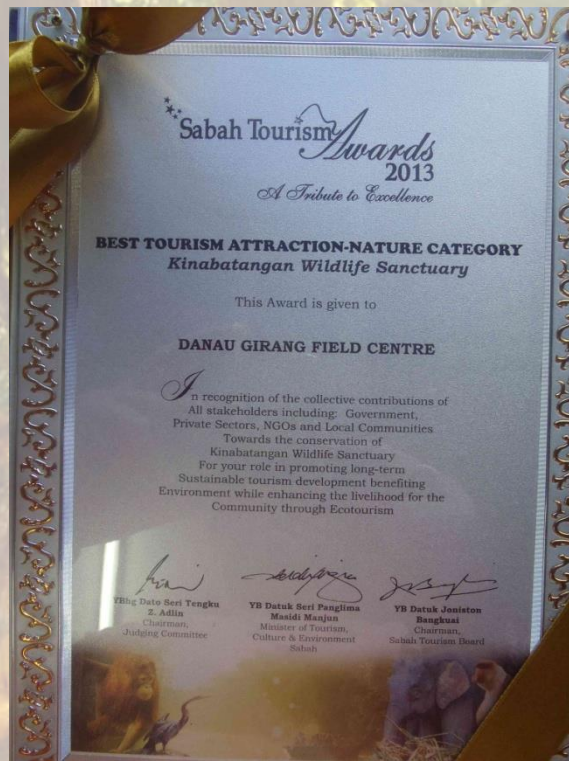 Sabah Tourism Awards
2013
A Tribute to Excellence
BEST TOURISM ATTRACTION-NATURE CATEGORY
Kinabatangan Wildlife Sanctuary
This Award is given to
DANAU GIRANG FIELD CENTRE
In recognition of the collective contributions of
All stakeholders including: Government,
Private Sectors, NGOs and Local Communities
Towards the conservation of
Kinabatangan Wildlife Sanctuary
For your role in promoting long-term
Sustainable tourism development benefiting
Environment while enhancing the livelihood for the
Community through Ecotourism
YBhg Dato Seri Tengku
Z. Adlin
Chairman,
Judging Committee
YB Datuk Seri Panglima
Masidi Manjun
Minister of Tourism,
Culture & Environment
Sabah
YB Datuk Joniston
Bangkuai
Chairman,
Sabah Tourism Board